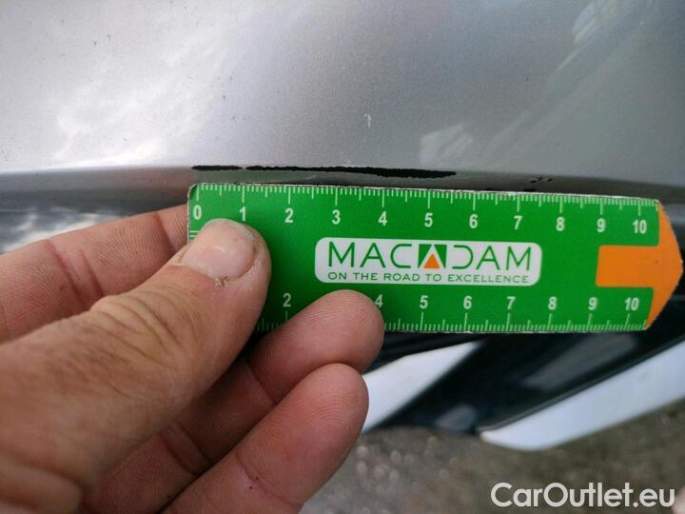 0 1 2 3 4 5 6 7 8 9 10
MACADAM
ON THE ROAD TO EXCELLENCE
2 4 5 6 7 8 9 10
CarOutlet.eu